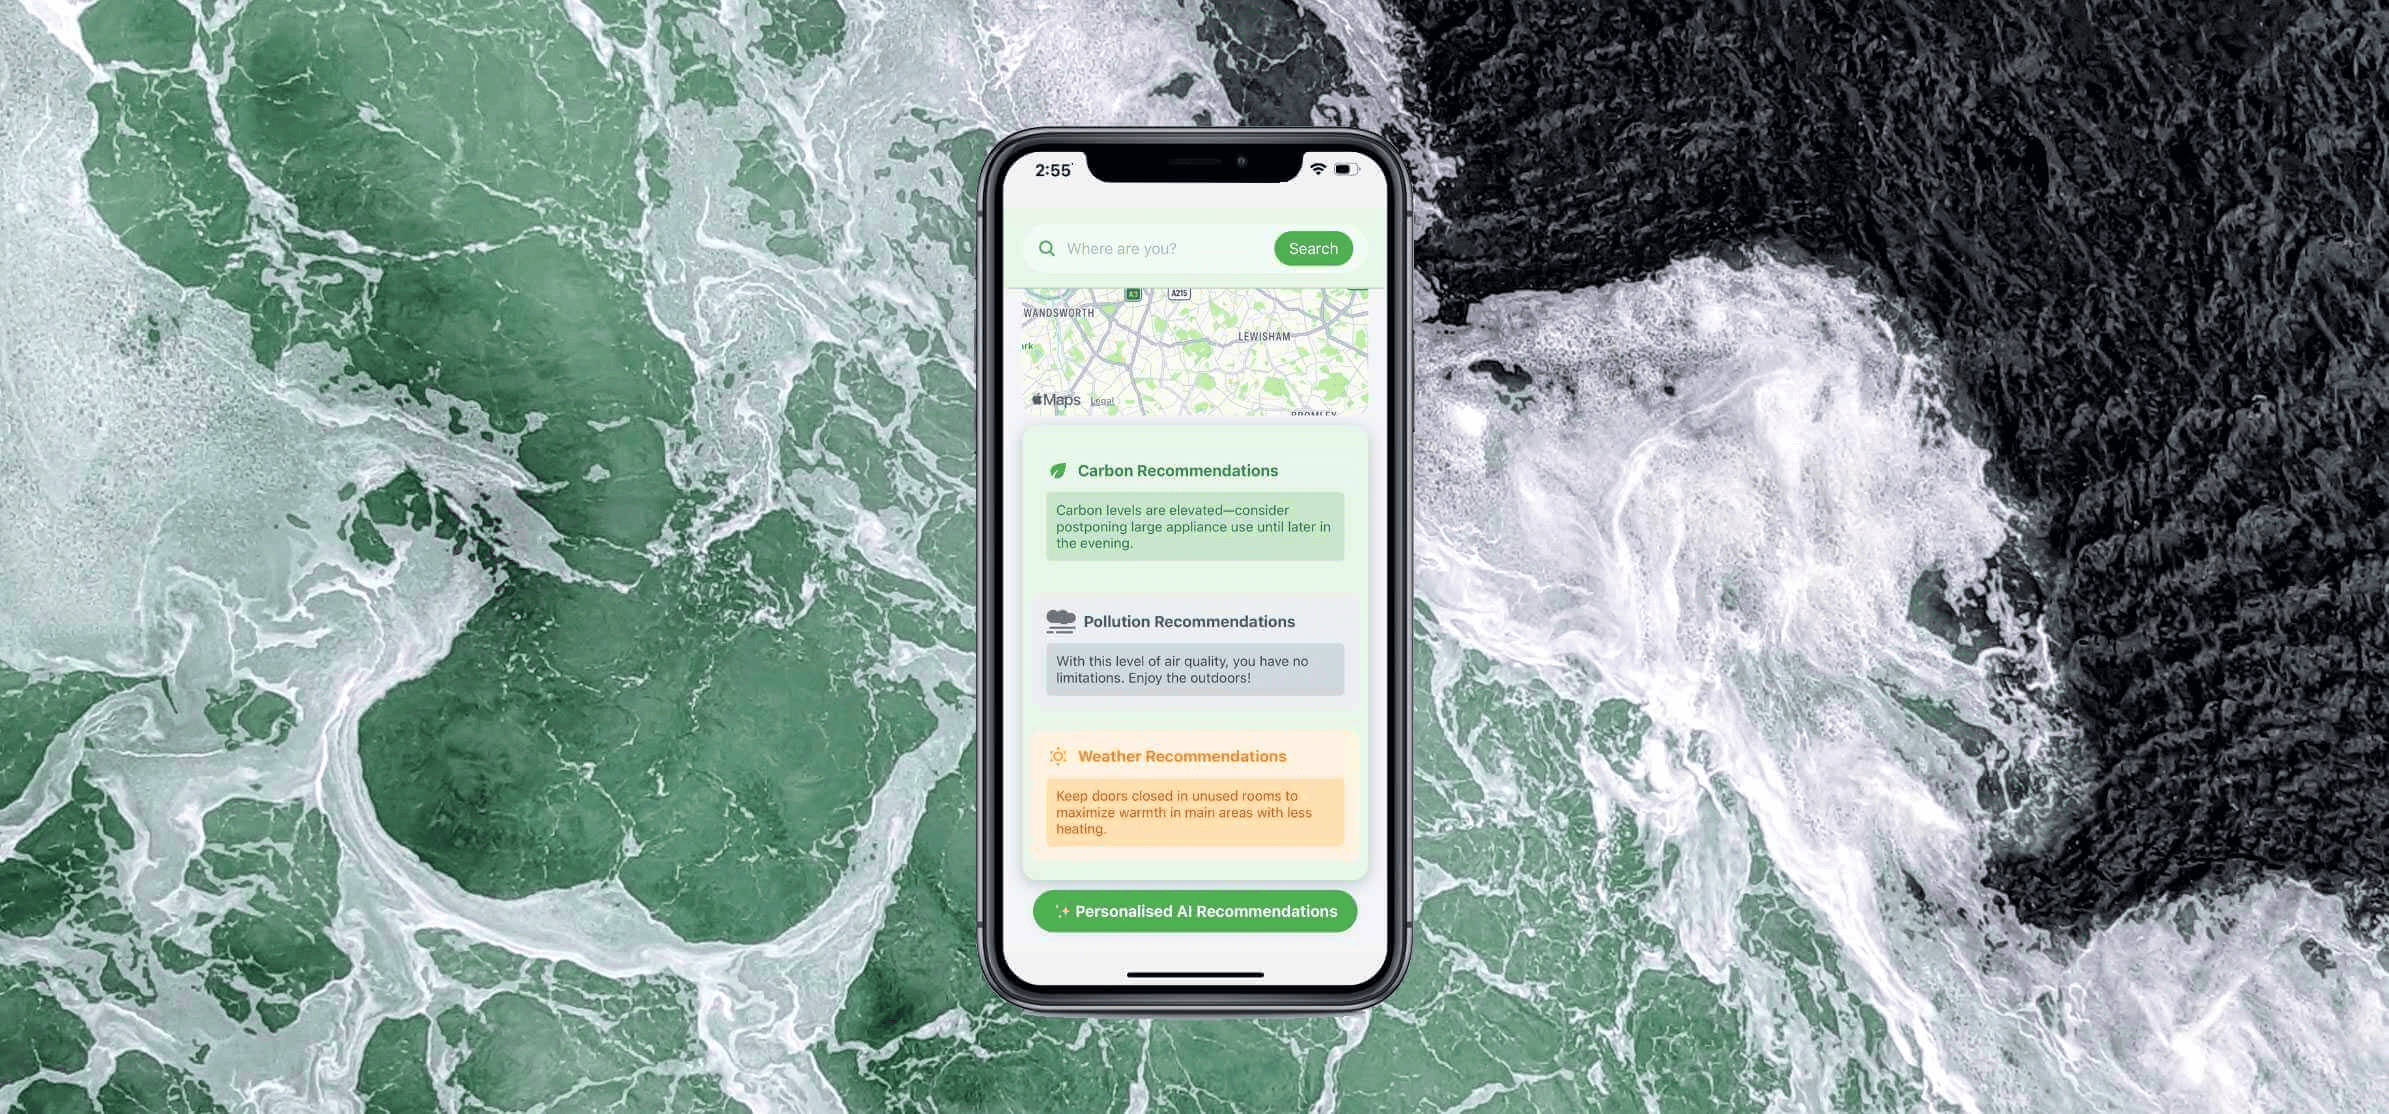 2:55
Where are you?
Search
A3
A215
WANDSWORTH
LEWISHAM
ark
Maps Legal
BROMLEY
Carbon Recommendations
Carbon levels are elevated—consider
postponing large appliance use until later in
the evening.
Pollution Recommendations
With this level of air quality, you have no
limitations. Enjoy the outdoors!
Weather Recommendations
Keep doors closed in unused rooms to
maximize warmth in main areas with less
heating.
Personalised AI Recommendations